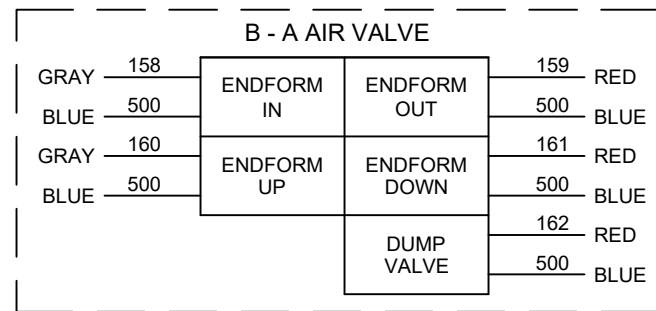 B - A AIR VALVE
GRAY 158 ENDFORM IN ENDFORM OUT 159 RED
BLUE 500 500 BLUE
GRAY 160 ENDFORM UP ENDFORM DOWN 161 RED
BLUE 500 500 BLUE
DUMP VALVE 162 RED
500 BLUE